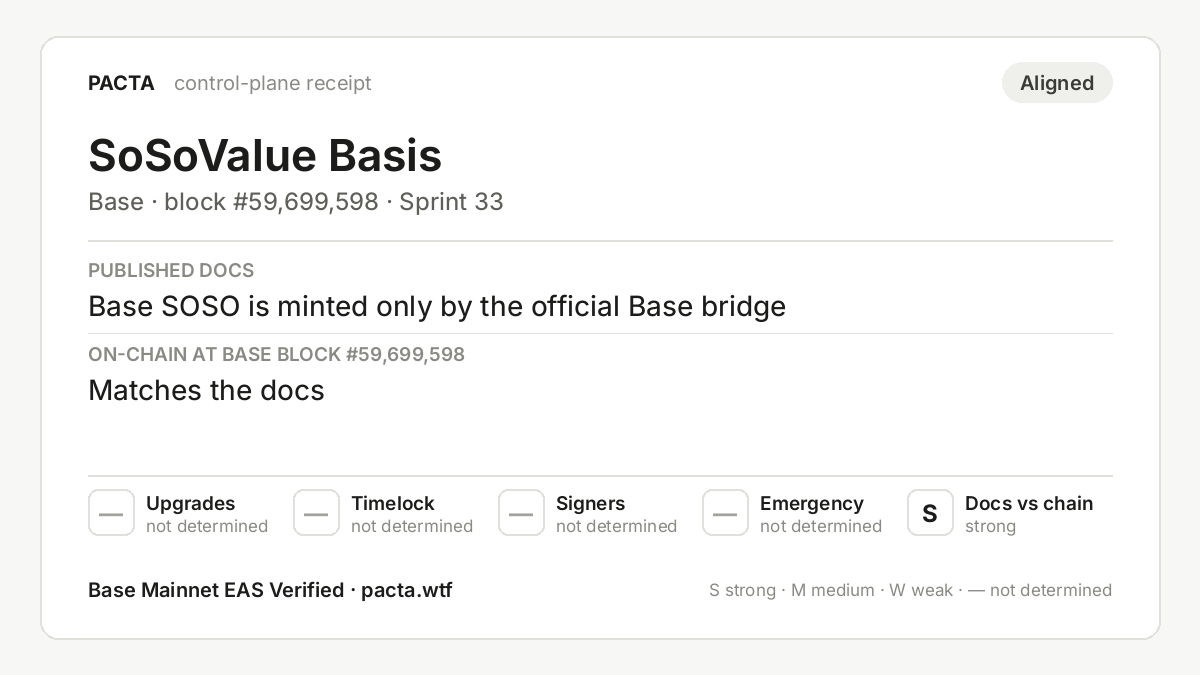 PACTA control-plane receipt Aligned
SoSoValue Basis
Base · block #59,699,598 · Sprint 33
PUBLISHED DOCS
Base SOSO is minted only by the official Base bridge
ON-CHAIN AT BASE BLOCK #59,699,598
Matches the docs
— Upgrades not determined
— Timelock not determined
— Signers not determined
— Emergency not determined
S Docs vs chain strong
Base Mainnet EAS Verified · pacta.wtf
S strong · M medium · W weak · — not determined